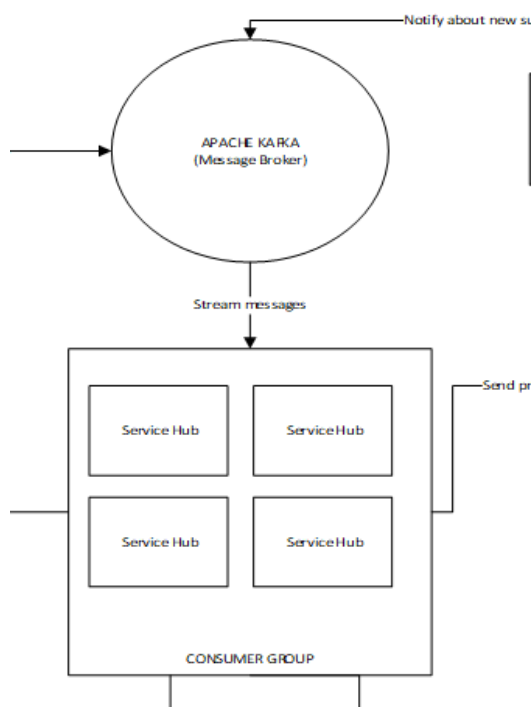 Notify about new su
APACHE KAFKA
(Message Broker)
Stream messages
Send pr
Service Hub
Service Hub
Service Hub
Service Hub
CONSUMER GROUP